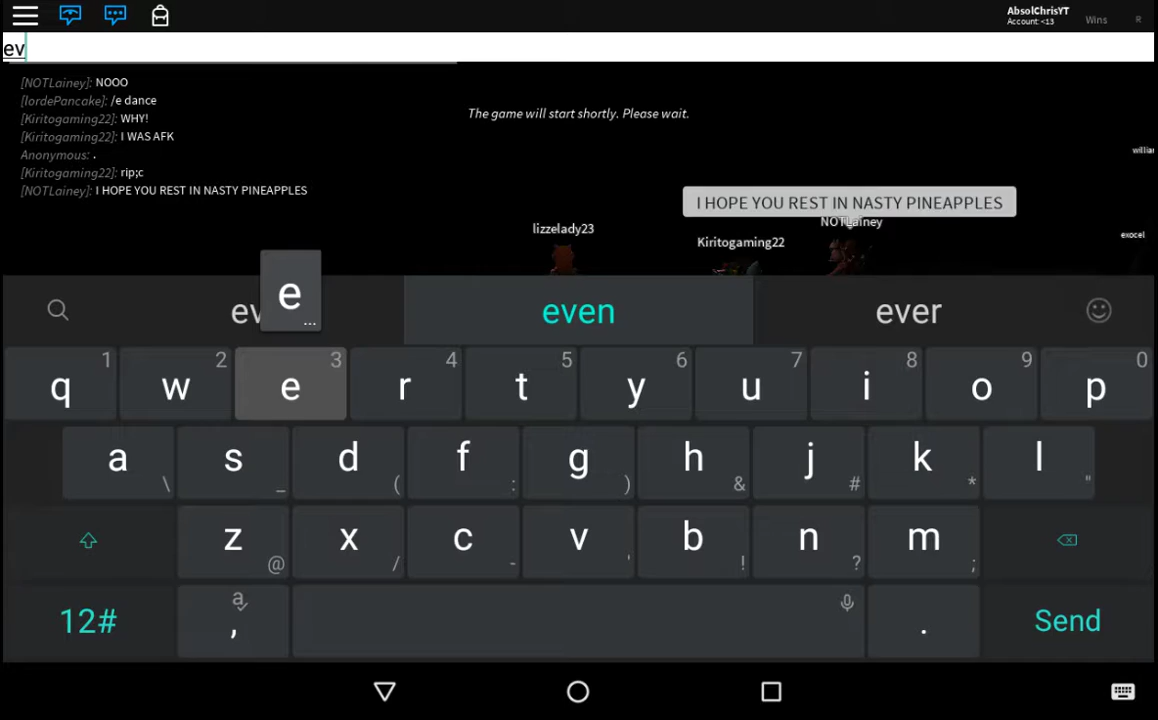 AbsolChrisYT
Account: <13
Wins
R
ev
[NOTLainey]: NOOO
[lordePancake]: /e dance
[Kiritogaming22]: WHY!
[Kiritogaming22]: I WAS AFK
Anonymous: .
[Kiritogaming22]: rip;c
[NOTLainey]: I HOPE YOU REST IN NASTY PINEAPPLES
The game will start shortly. Please wait.
I HOPE YOU REST IN NASTY PINEAPPLES
NOTLainey
lizzelady23
Kiritogaming22
exocel
e
...
even
ever
1 2 3 4 5 6 7 8 9 0
q w e r t y u i o p
a s d f g h j k l
\ _ ( : ) & # * "
z x c v b n m
@ / - ' ! ? ;
12# , . Send
a